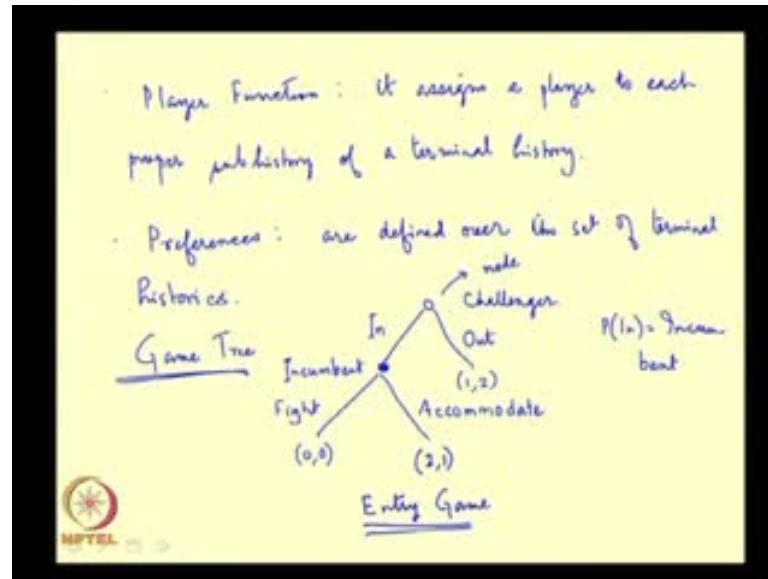 Player Function: it assigns a player to each
proper subhistory of a terminal history.
Preferences: are defined over the set of terminal
histories.
node
Challenger
In
Out
P(In) = Incum
bent
Game Tree
Incumbent
(1,2)
Fight
Accommodate
(0,0)
(2,1)
Entry Game
NPTEL